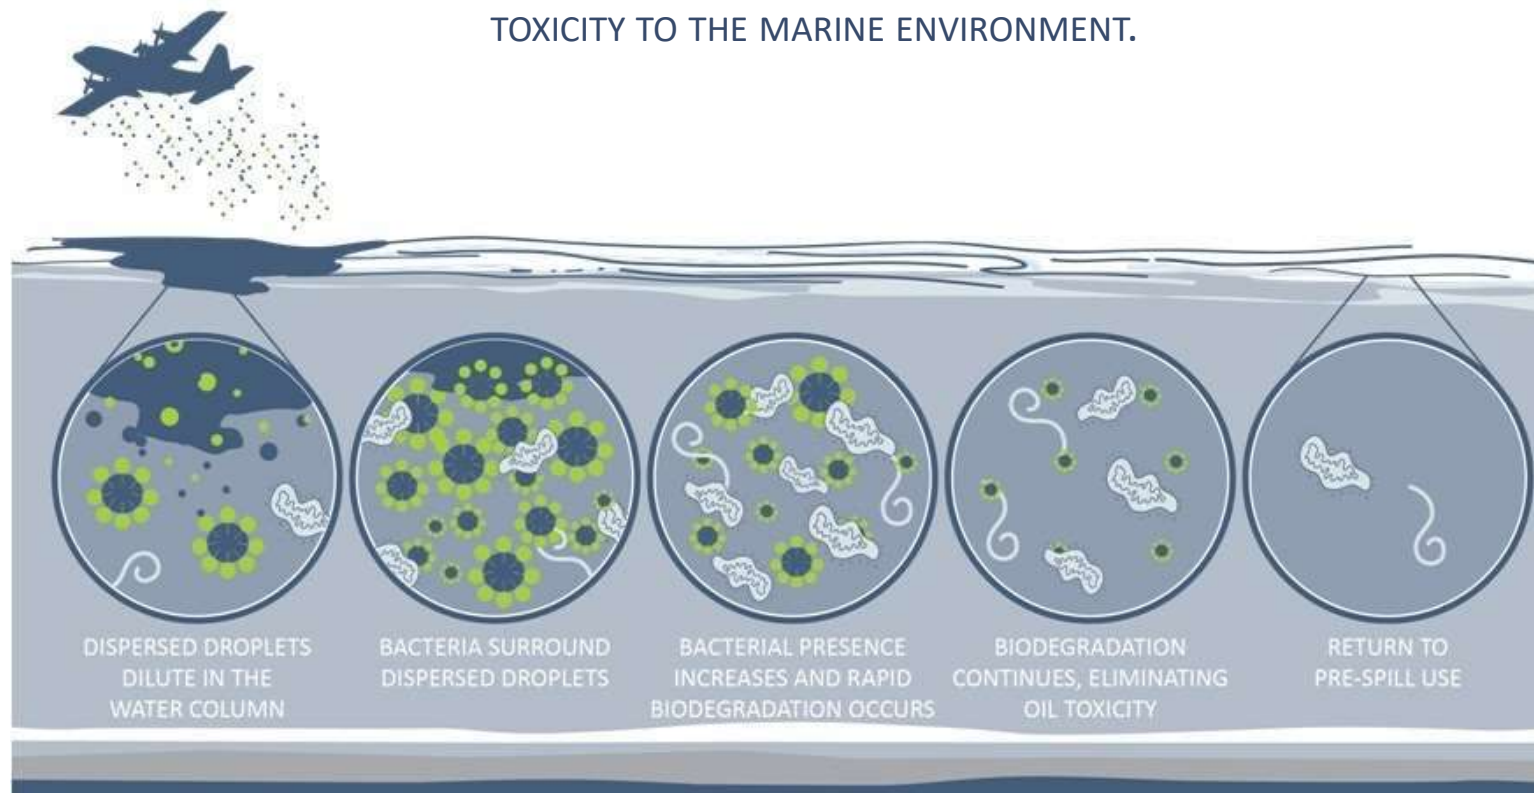 TOXICITY TO THE MARINE ENVIRONMENT.
DISPERSED DROPLETS
DILUTE IN THE
WATER COLUMN
BACTERIA SURROUND
DISPERSED DROPLETS
BACTERIAL PRESENCE
INCREASES AND RAPID
BIODEGRADATION OCCURS
BIODEGRADATION
CONTINUES, ELIMINATING
OIL TOXICITY
RETURN TO
PRE-SPILL USE